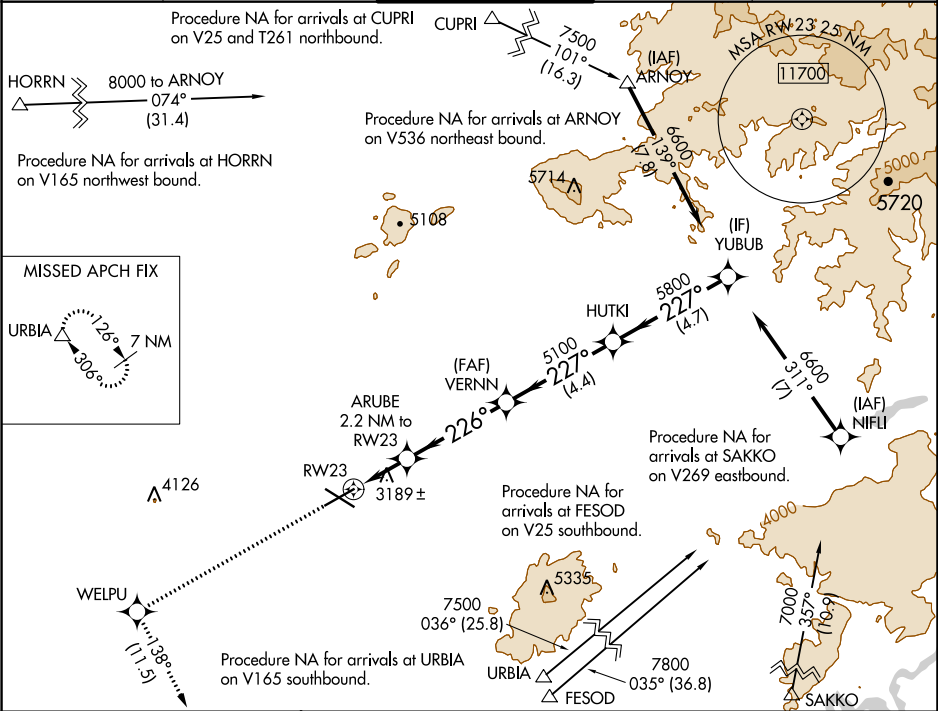 Procedure NA for arrivals at CUPRI
on V25 and T261 northbound.
CUPRI
7500
101°
(16.3)
(IAF)
ARNOY
MSA RW 23 25 NM
11700
HORRN
8000 to ARNOY
074°
(31.4)
Procedure NA for arrivals at ARNOY
on V536 northeast bound.
6600
139°
(7.8)
Procedure NA for arrivals at HORRN
on V165 northwest bound.
5714
5108
5000
5720
(IF)
YUBUB
MISSED APCH FIX
URBIA
126°
306°
7 NM
HUTKI
5800
227°
(4.7)
(FAF)
VERNN
5100
227°
(4.4)
6600
311°
(7)
(IAF)
NIFLI
ARUBE
2.2 NM to
RW23
226°
RW23
3189 ±
4126
Procedure NA for
arrivals at SAKKO
on V269 eastbound.
Procedure NA for
arrivals at FESOD
on V25 southbound.
4000
WELPU
5335
7500
036° (25.8)
7000
357°
(10.9)
138°
(11.5)
Procedure NA for arrivals at URBIA
on V165 southbound.
URBIA
7800
035° (36.8)
FESOD
SAKKO